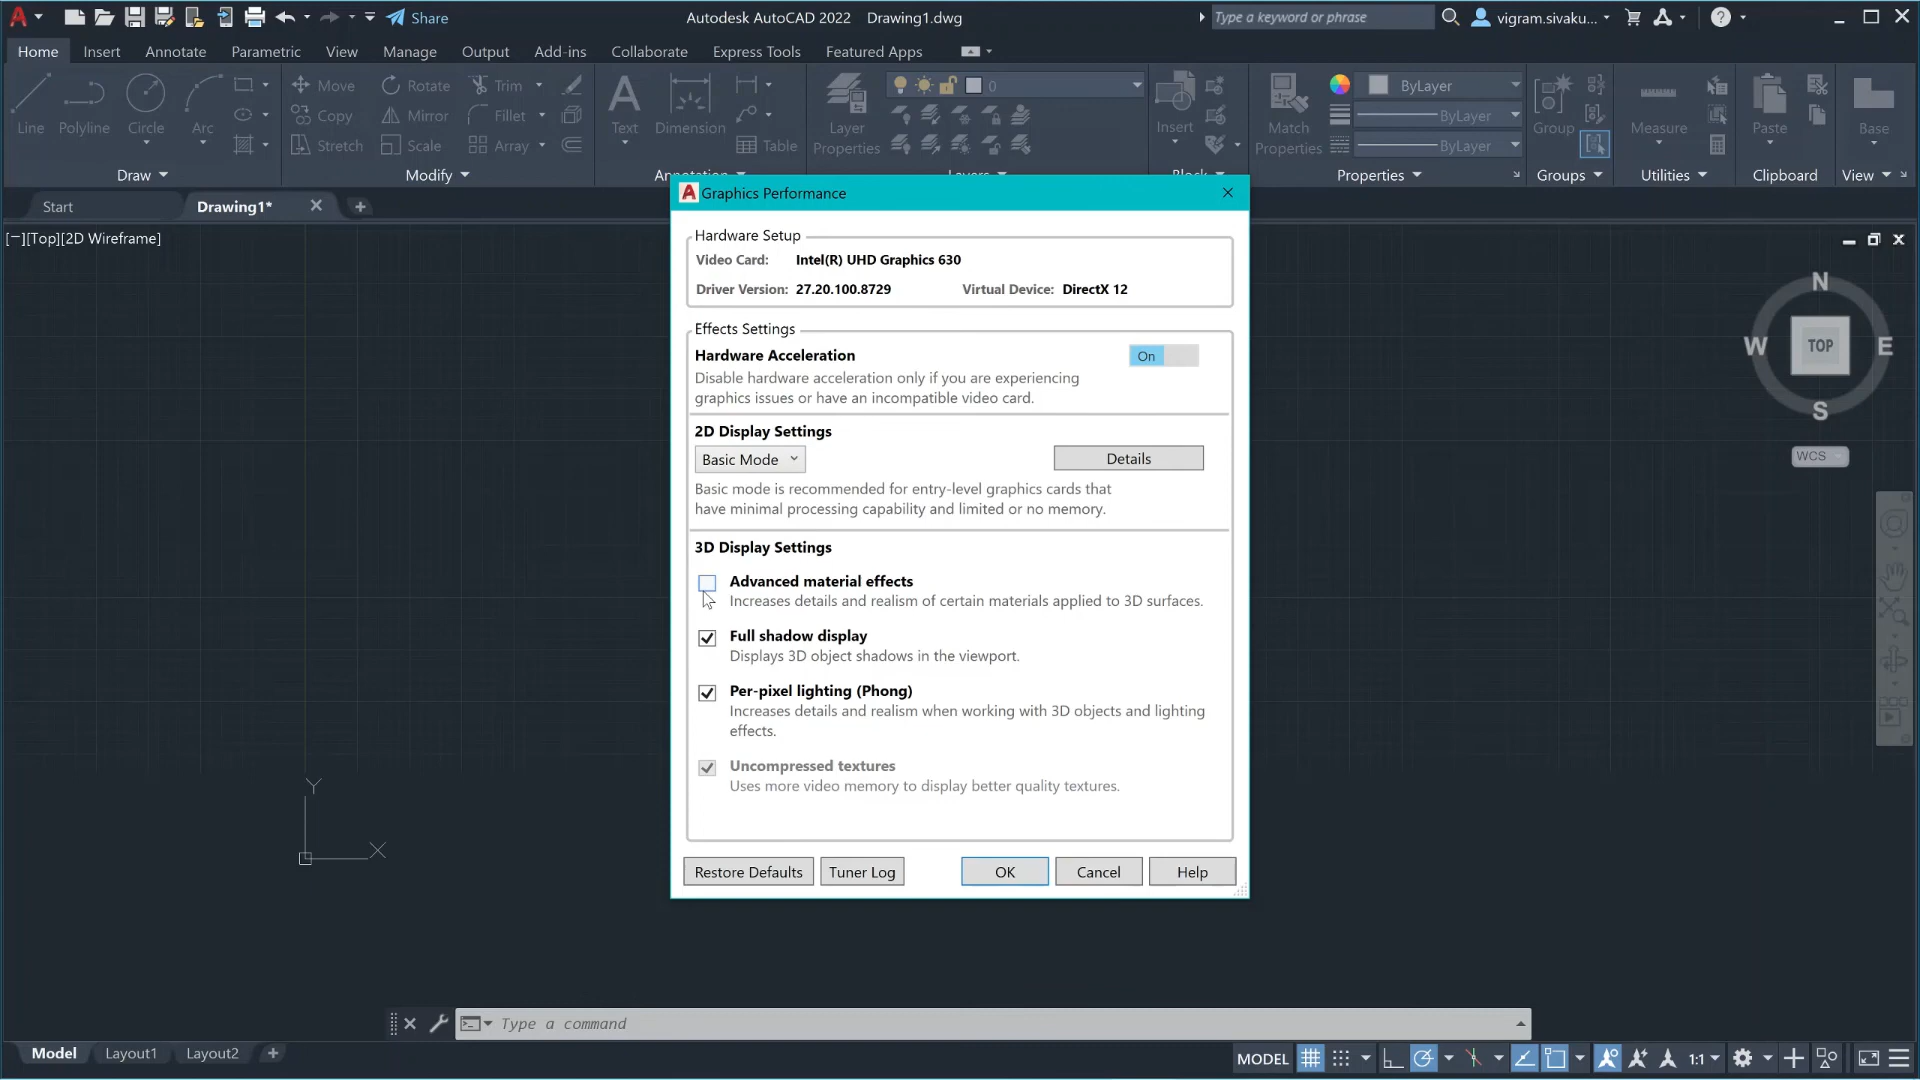 Share
Autodesk AutoCAD 2022 Drawing1.dwg
Type a keyword or phrase
vigram.sivaku...
Home Insert Annotate Parametric View Manage Output Add-ins Collaborate Express Tools Featured Apps
Line Polyline Circle Arc
Move Rotate Trim
Copy Mirror Fillet
Stretch Scale Array
Text Dimension
Table
Layer
Properties
0
Insert
Match
Properties
ByLayer
ByLayer
ByLayer
Group
Measure
Paste
Base
Draw Modify Annotation Layers Block Properties Groups Utilities Clipboard View
Start Drawing1*
[−][Top][2D Wireframe]
N
W TOP E
S
WCS
Graphics Performance
Hardware Setup
Video Card: Intel(R) UHD Graphics 630
Driver Version: 27.20.100.8729 Virtual Device: DirectX 12
Effects Settings
Hardware Acceleration
On
Disable hardware acceleration only if you are experiencing
graphics issues or have an incompatible video card.
2D Display Settings
Basic Mode
Details
Basic mode is recommended for entry-level graphics cards that
have minimal processing capability and limited or no memory.
3D Display Settings
Advanced material effects
Increases details and realism of certain materials applied to 3D surfaces.
Full shadow display
Displays 3D object shadows in the viewport.
Per-pixel lighting (Phong)
Increases details and realism when working with 3D objects and lighting
effects.
Uncompressed textures
Uses more video memory to display better quality textures.
Restore Defaults Tuner Log OK Cancel Help
Y
X
Type a command
Model Layout1 Layout2
MODEL
1:1